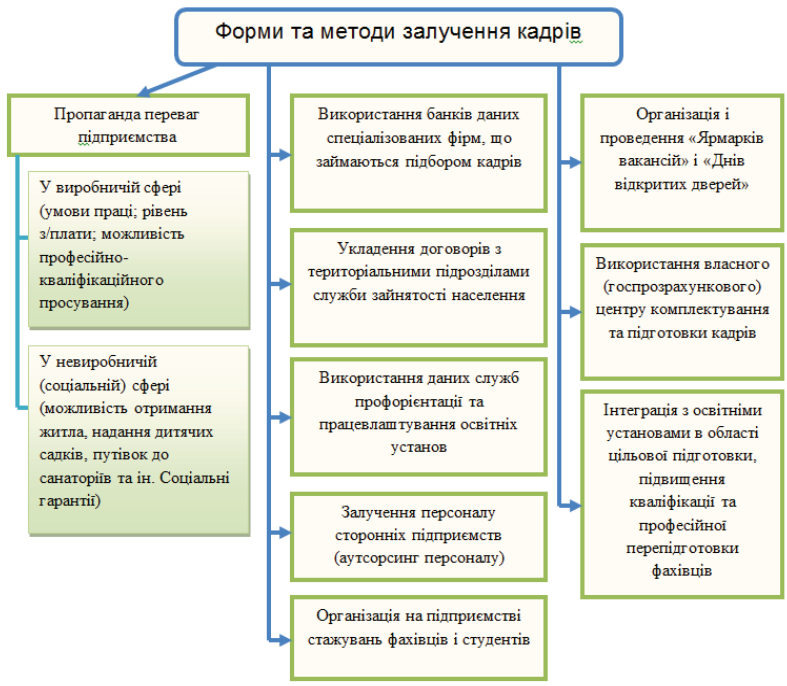 Форми та методи залучення кадрів
Пропаганда переваг
підприємства
У виробничій сфері
(умови праці; рівень
з/плати; можливість
професійно-
кваліфікаційного
просування)
У невиробничій
(соціальній) сфері
(можливість отримання
житла, надання дитячих
садків, путівок до
санаторіїв та ін. Соціальні
гарантії)
Використання банків даних
спеціалізованих фірм, що
займаються підбором кадрів
Укладення договорів з
територіальними підрозділами
служби зайнятості населення
Використання даних служб
профорієнтації та
працевлаштування освітніх
установ
Залучення персоналу
сторонніх підприємств
(аутсорсинг персоналу)
Організація на підприємстві
стажувань фахівців і студентів
Організація і
проведення «Ярмарків
вакансій» і «Днів
відкритих дверей»
Використання власного
(госпрозрахункового)
центру комплектування
та підготовки кадрів
Інтеграція з освітніми
установами в області
цільової підготовки,
підвищення
кваліфікації та
професійної
перепідготовки
фахівців